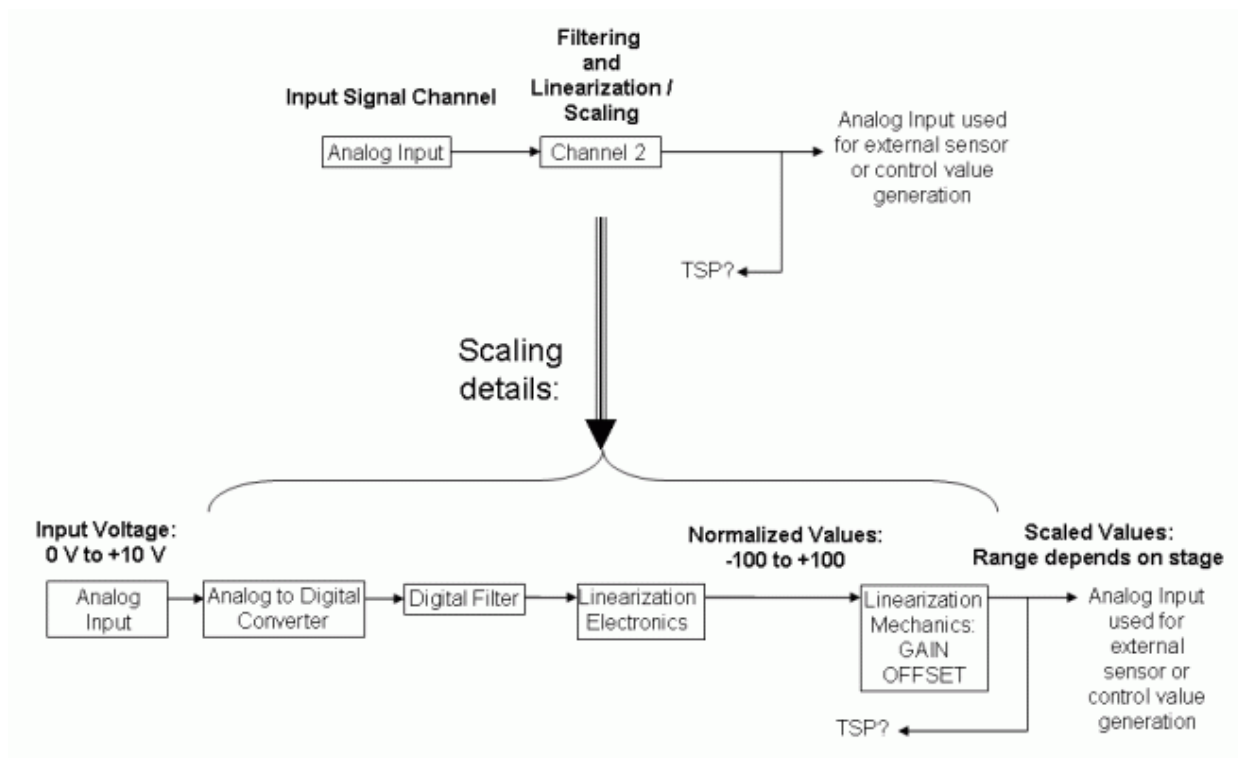 Filtering
and
Linearization /
Scaling
Input Signal Channel
Analog Input
Channel 2
Analog Input used
for external sensor
or control value
generation
TSP?
Scaling
details:
Input Voltage:
0 V to +10 V
Normalized Values:
-100 to +100
Scaled Values:
Range depends on stage
Analog
Input
Analog to Digital
Converter
Digital Filter
Linearization
Electronics
Linearization
Mechanics:
GAIN
OFFSET
Analog Input
used for
external
sensor or
control value
generation
TSP?